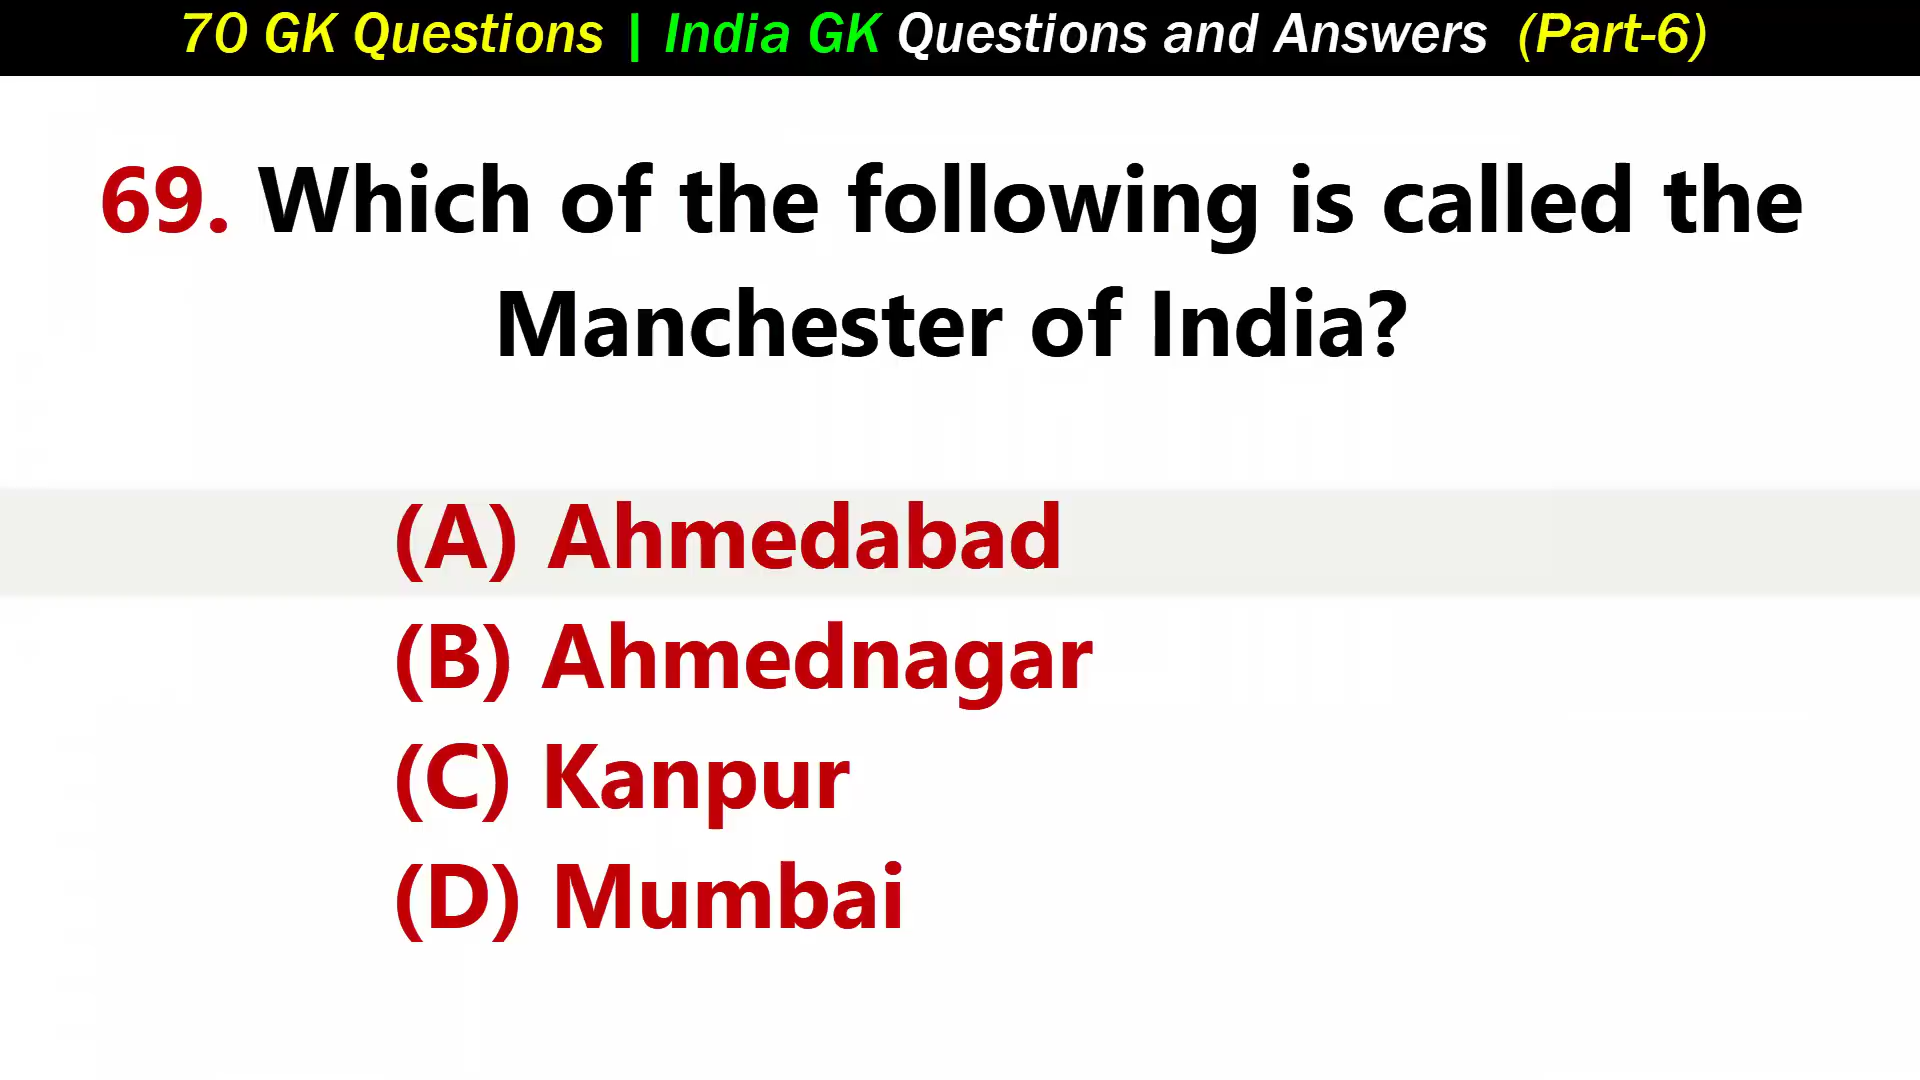 70 GK Questions | India GK Questions and Answers (Part-6)
69. Which of the following is called the
Manchester of India?
(A) Ahmedabad
(B) Ahmednagar
(C) Kanpur
(D) Mumbai